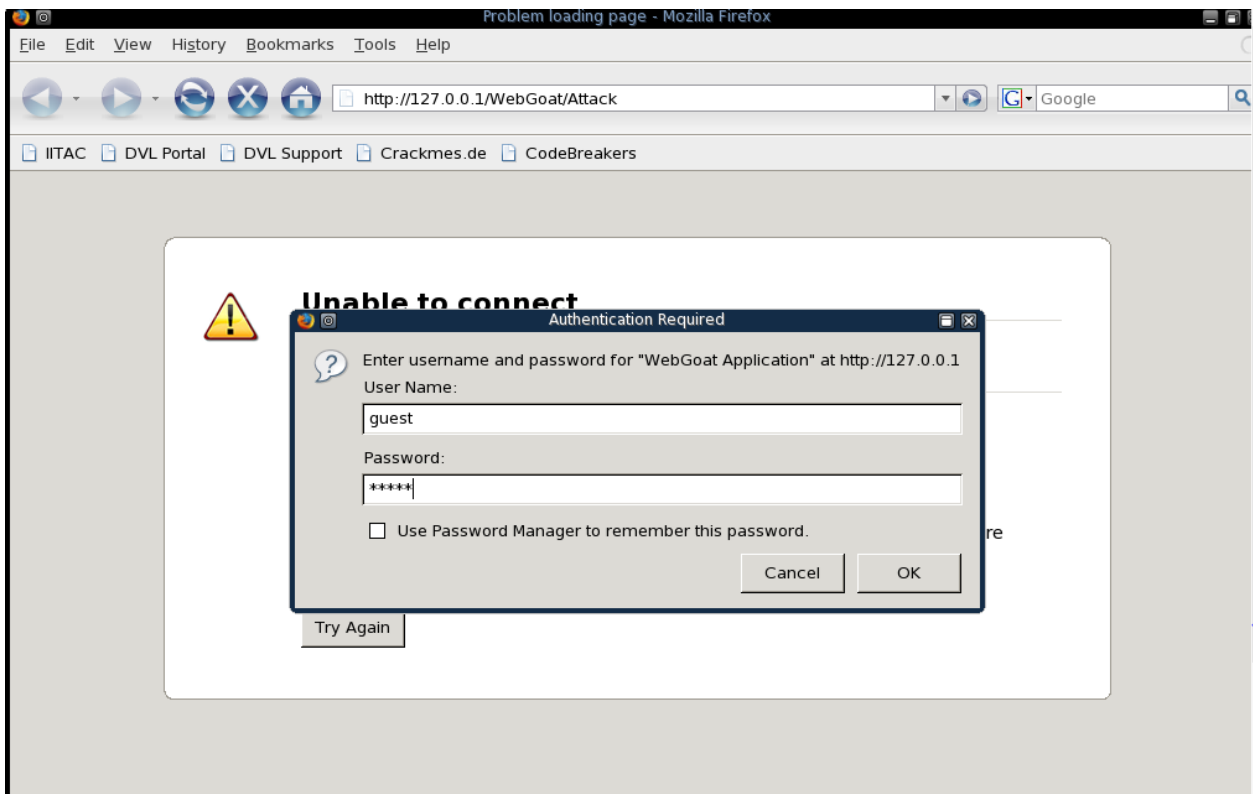 Problem loading page - Mozilla Firefox
File Edit View History Bookmarks Tools Help
http://127.0.0.1/WebGoat/Attack
G Google
IITAC DVL Portal DVL Support Crackmes.de CodeBreakers
Unable to connect
Authentication Required
Enter username and password for "WebGoat Application" at http://127.0.0.1
User Name:
guest
Password:
*****
Use Password Manager to remember this password.
re
Cancel OK
Try Again